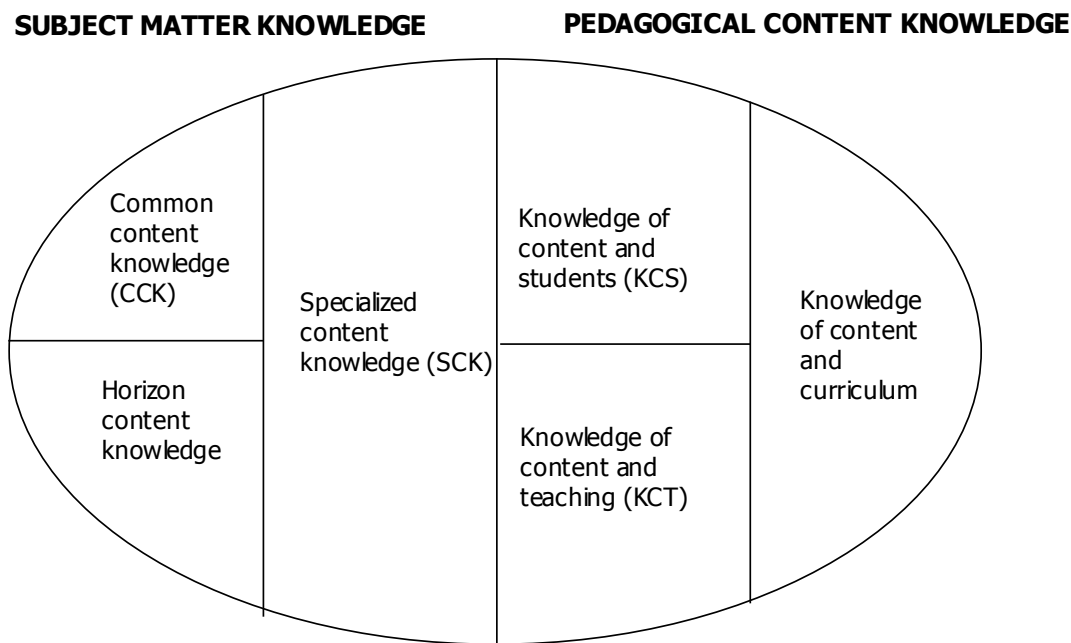 SUBJECT MATTER KNOWLEDGE
PEDAGOGICAL CONTENT KNOWLEDGE
Common
content
knowledge
(CCK)
Horizon
content
knowledge
Specialized
content
knowledge (SCK)
Knowledge of
content and
students (KCS)
Knowledge of
content and
teaching (KCT)
Knowledge
of content
and
curriculum